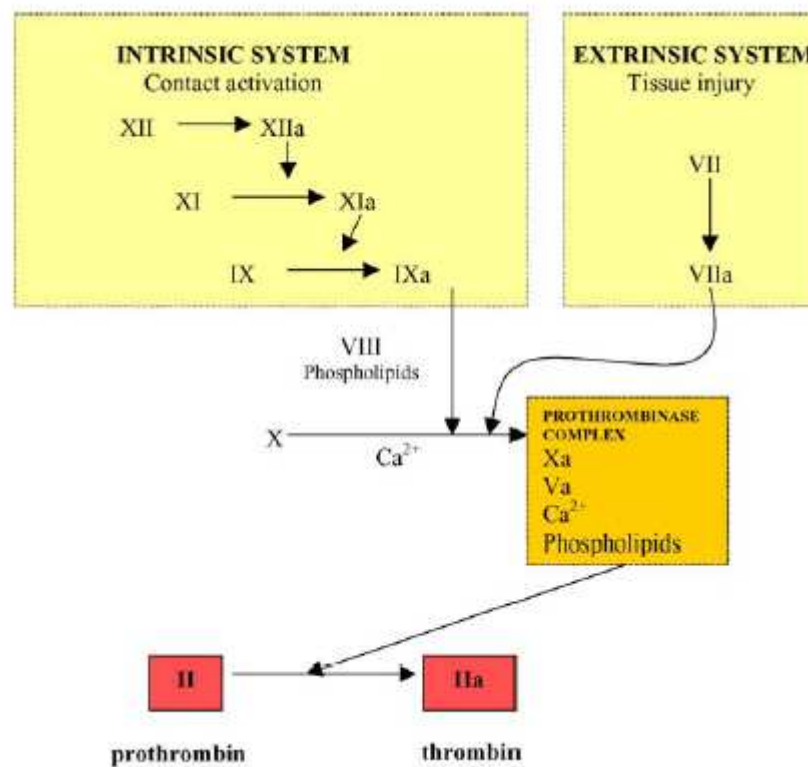 INTRINSIC SYSTEM
Contact activation
XII
XIIa
XI
XIa
IX
IXa
EXTRINSIC SYSTEM
Tissue injury
VII
VIIa
VIII
Phospholipids
X
Ca²⁺
PROTHROMBINASE
COMPLEX
Xa
Va
Ca²⁺
Phospholipids
II
IIa
prothrombin
thrombin